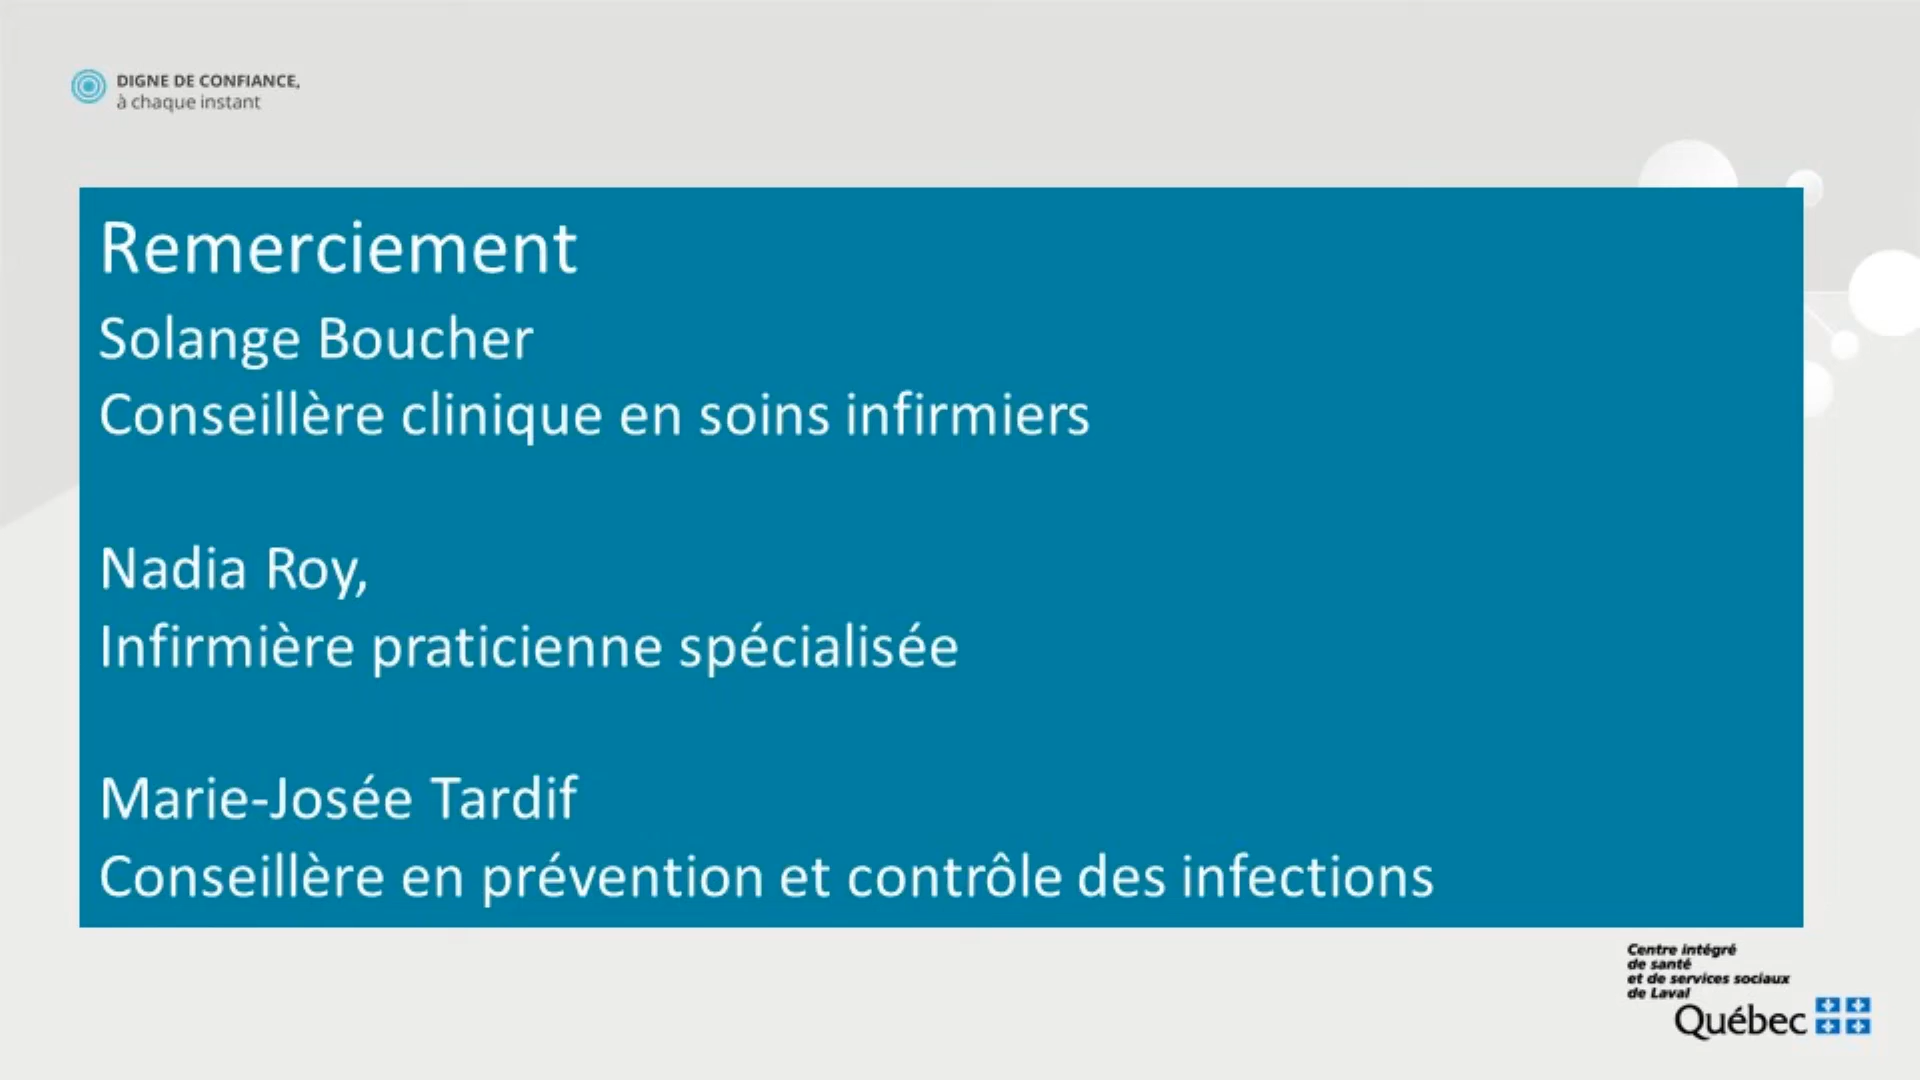 DIGNE DE CONFIANCE,
à chaque instant
Remerciement
Solange Boucher
Conseillère clinique en soins infirmiers
Nadia Roy,
Infirmière praticienne spécialisée
Marie-Josée Tardif
Conseillère en prévention et contrôle des infections
Centre intégré
de santé
et de services sociaux
de Laval
Québec